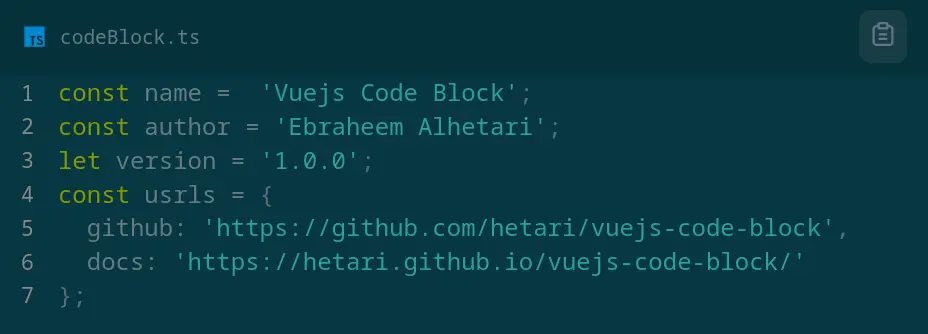 TS codeBlock.ts
1 const name =  'Vuejs Code Block';
2 const author = 'Ebraheem Alhetari';
3 let version = '1.0.0';
4 const usrls = {
5   github: 'https://github.com/hetari/vuejs-code-block',
6   docs: 'https://hetari.github.io/vuejs-code-block/'
7 };